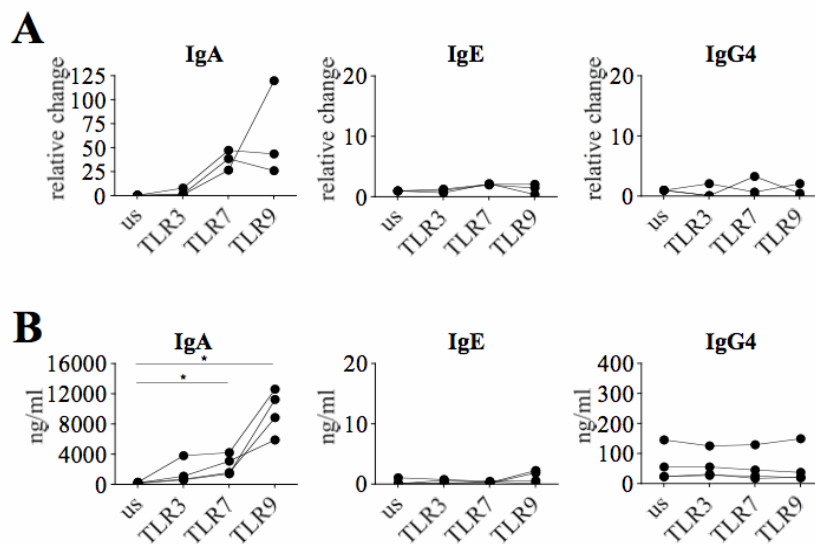 A
IgA
IgE
IgG4
relative change
125
100
75
50
25
0
us
TLR3
TLR7
TLR9
relative change
20
10
0
us
TLR3
TLR7
TLR9
relative change
20
10
0
us
TLR3
TLR7
TLR9
B
IgA
IgE
IgG4
ng/ml
16000
12000
8000
4000
0
*
*
us
TLR3
TLR7
TLR9
ng/ml
20
10
0
us
TLR3
TLR7
TLR9
ng/ml
400
300
200
100
0
us
TLR3
TLR7
TLR9